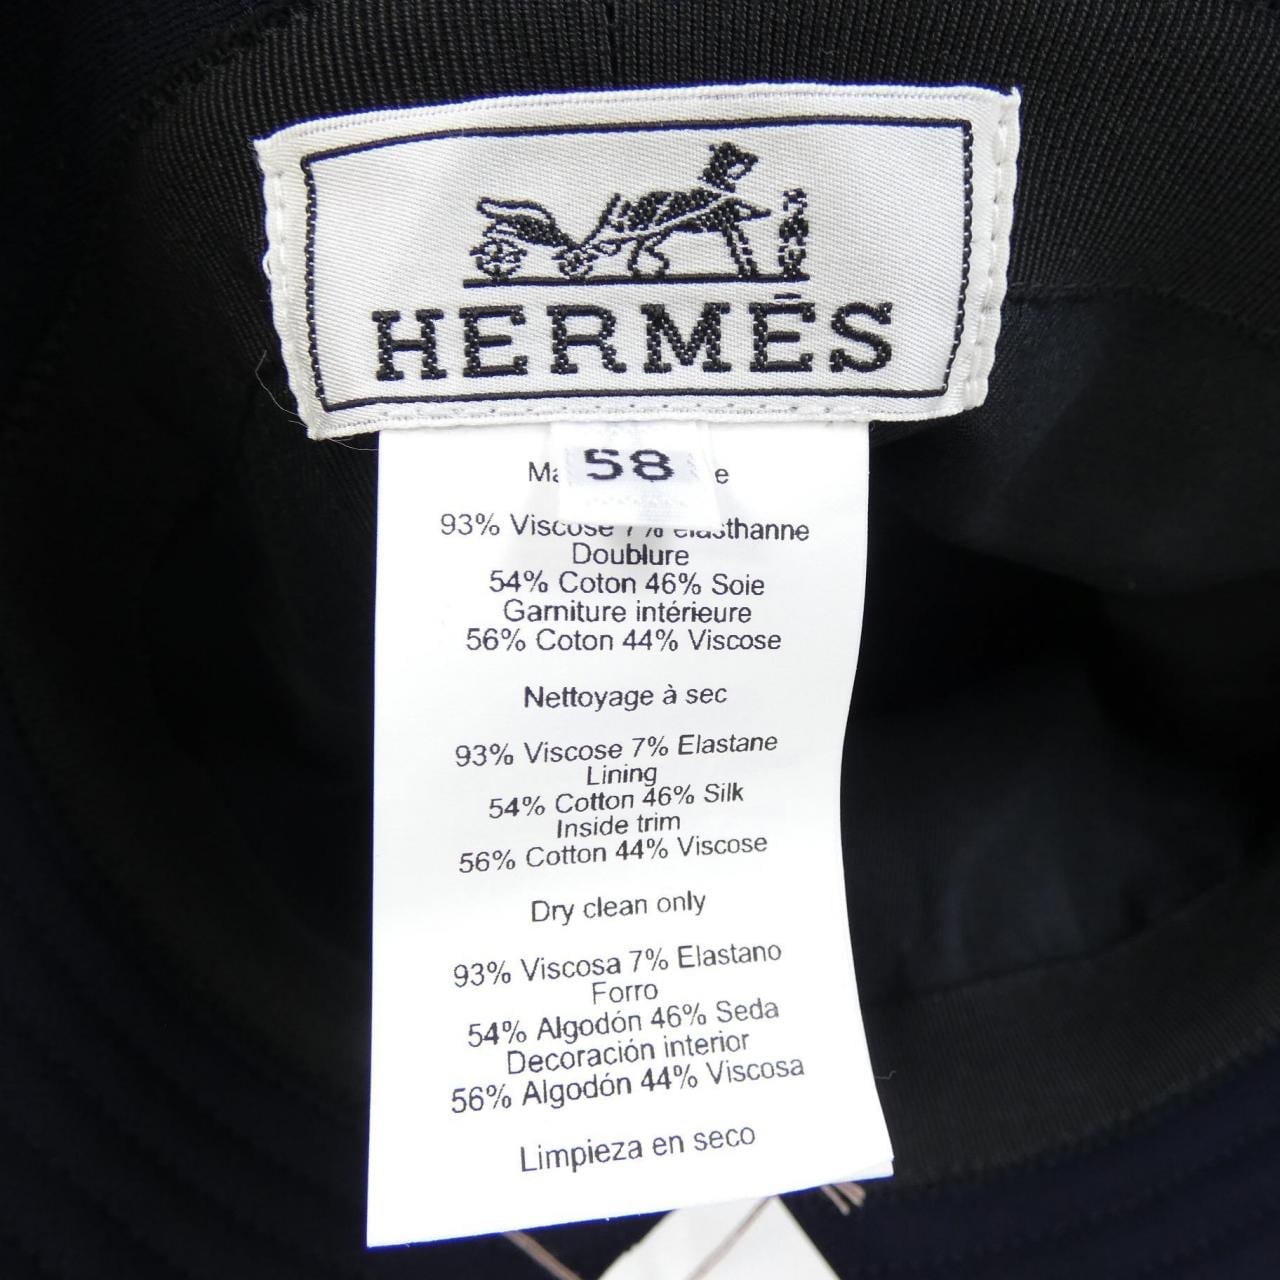 HERMÈS
58
93% Viscose 7% élasthanne
Doublure
54% Coton 46% Soie
Garniture intérieure
56% Coton 44% Viscose
Nettoyage à sec
93% Viscose 7% Elastane
Lining
54% Cotton 46% Silk
Inside trim
56% Cotton 44% Viscose
Dry clean only
93% Viscosa 7% Elastano
Forro
54% Algodón 46% Seda
Decoración interior
56% Algodón 44% Viscosa
Limpieza en seco